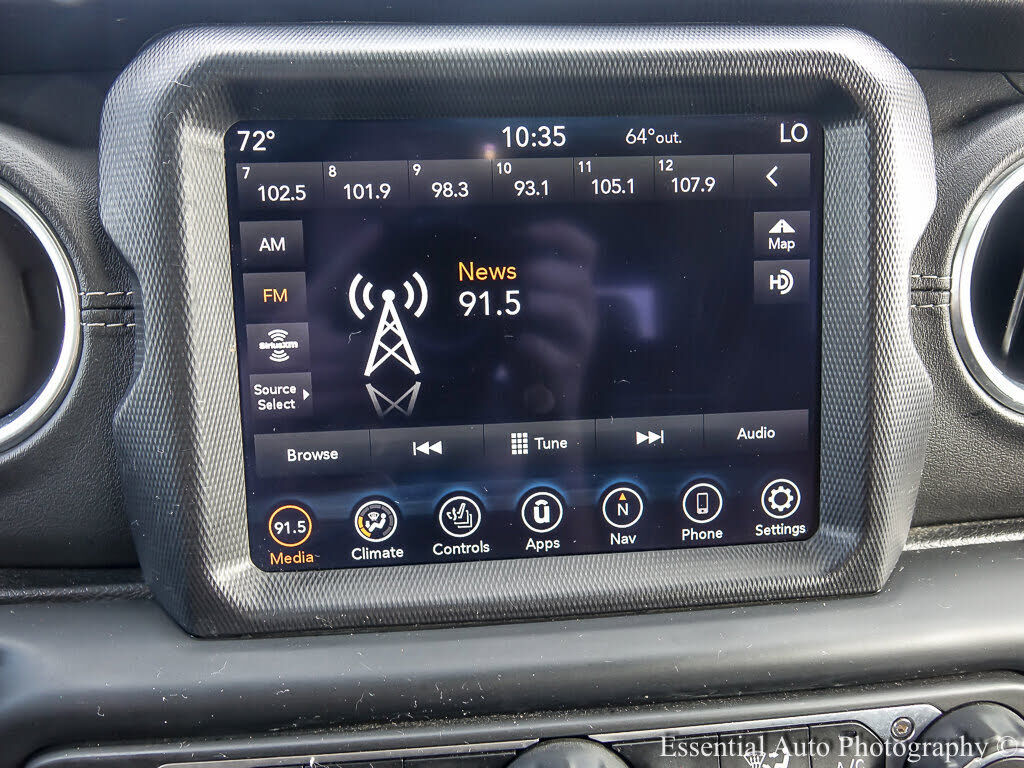 72° 10:35 64°out. LO
7 102.5 8 101.9 9 98.3 10 93.1 11 105.1 12 107.9
AM
Map
FM
News
HD
91.5
SiriusXM
Source
Select
Browse Tune Audio
91.5 N
Media Climate Controls Apps Nav Phone Settings
Essential Auto Photography ©
A/C